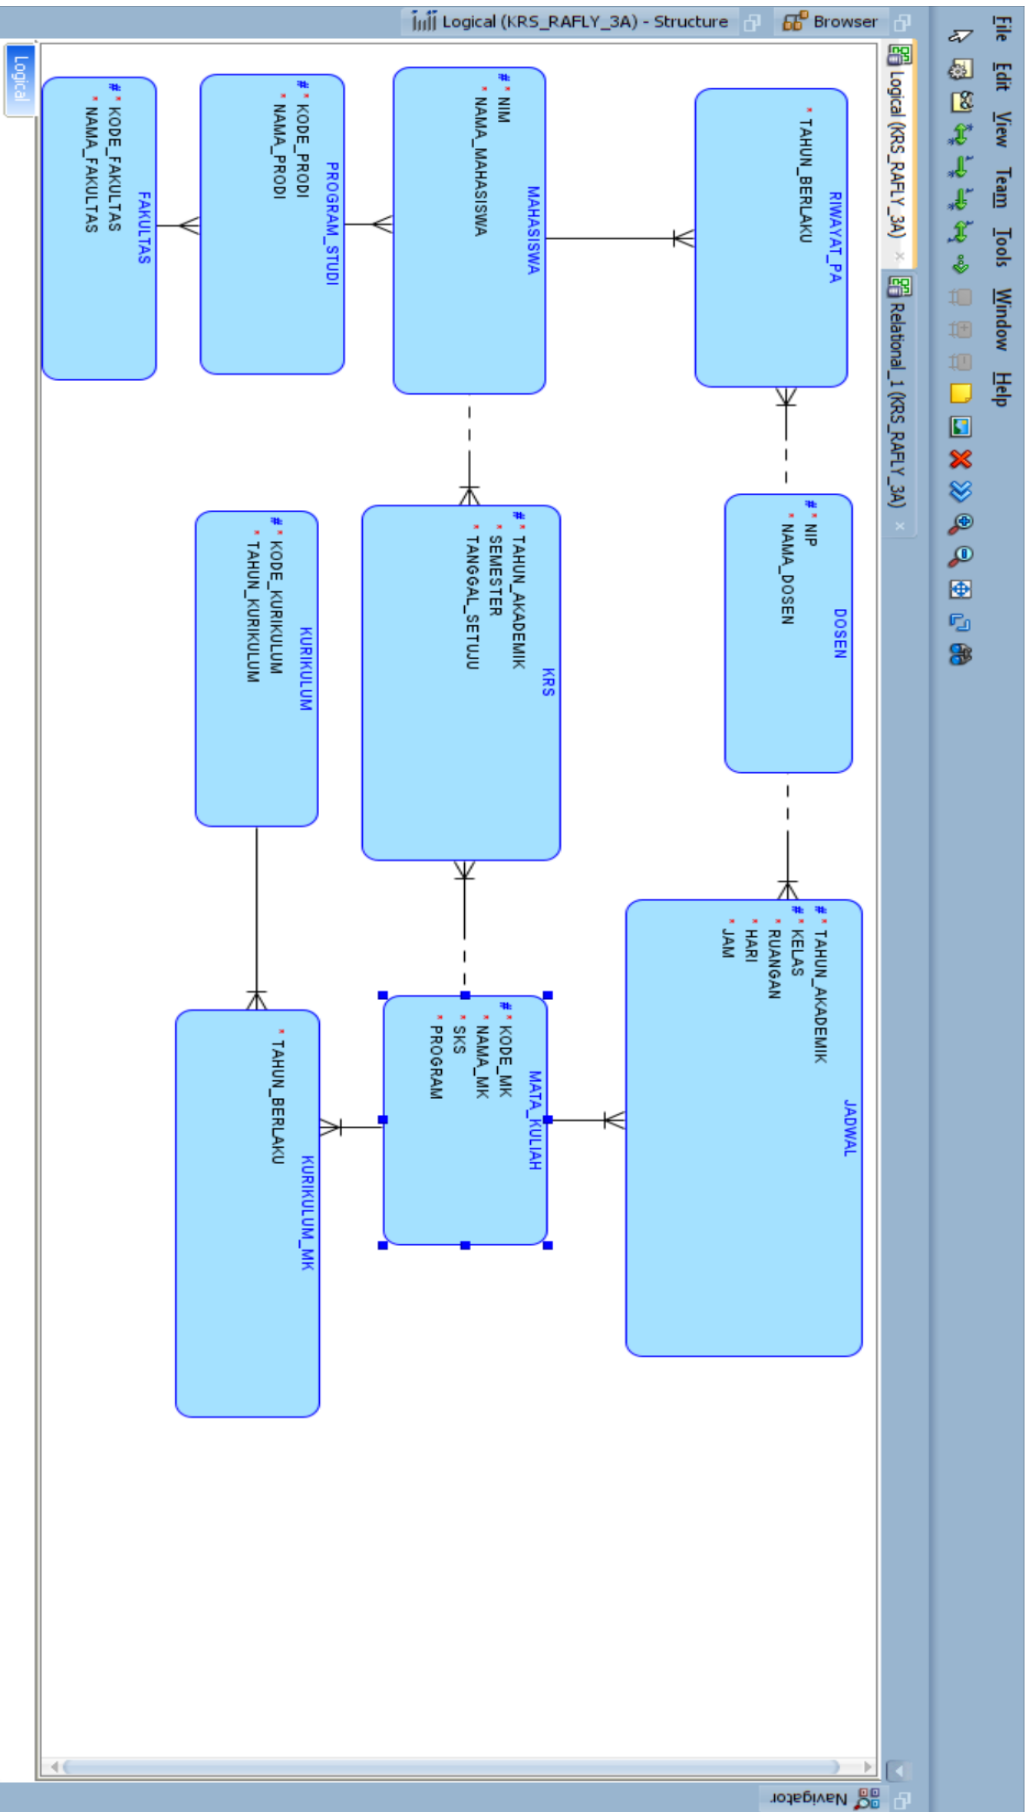 File Edit View Team Tools Window Help
Logical (KRS_RAFLY_3A) × Relational_1 (KRS_RAFLY_3A) ×
Browser
Logical (KRS_RAFLY_3A) - Structure
Navigator
RIWAYAT_PA
* TAHUN_BERLAKU
DOSEN
# * NIP
* NAMA_DOSEN
JADWAL
# * TAHUN_AKADEMIK
# * KELAS
* RUANGAN
* HARI
* JAM
MAHASISWA
# * NIM
* NAMA_MAHASISWA
KRS
# * TAHUN_AKADEMIK
* SEMESTER
* TANGGAL_SETUJU
MATA_KULIAH
# * KODE_MK
* NAMA_MK
* SKS
* PROGRAM
PROGRAM_STUDI
# * KODE_PRODI
* NAMA_PRODI
KURIKULUM
# * KODE_KURIKULUM
* TAHUN_KURIKULUM
KURIKULUM_MK
* TAHUN_BERLAKU
FAKULTAS
# * KODE_FAKULTAS
* NAMA_FAKULTAS
Logical